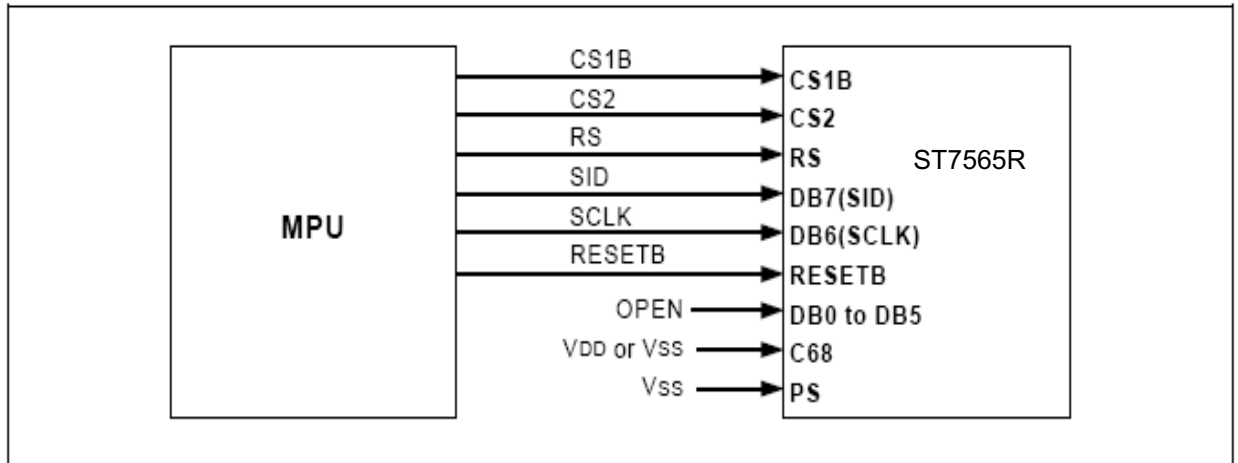 CS1B
CS1B
CS2
CS2
RS
RS
ST7565R
SID
DB7(SID)
MPU
SCLK
DB6(SCLK)
RESETB
RESETB
OPEN
DB0 to DB5
VDD or VSS
C68
VSS
PS